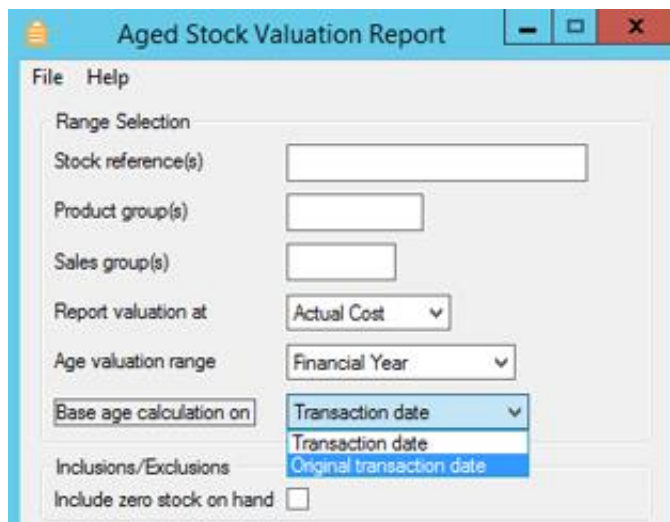 Aged Stock Valuation Report
File Help
Range Selection
Stock reference(s)
Product group(s)
Sales group(s)
Report valuation at Actual Cost
Age valuation range Financial Year
Base age calculation on Transaction date
Transaction date
Original transaction date
Inclusions/Exclusions
Include zero stock on hand